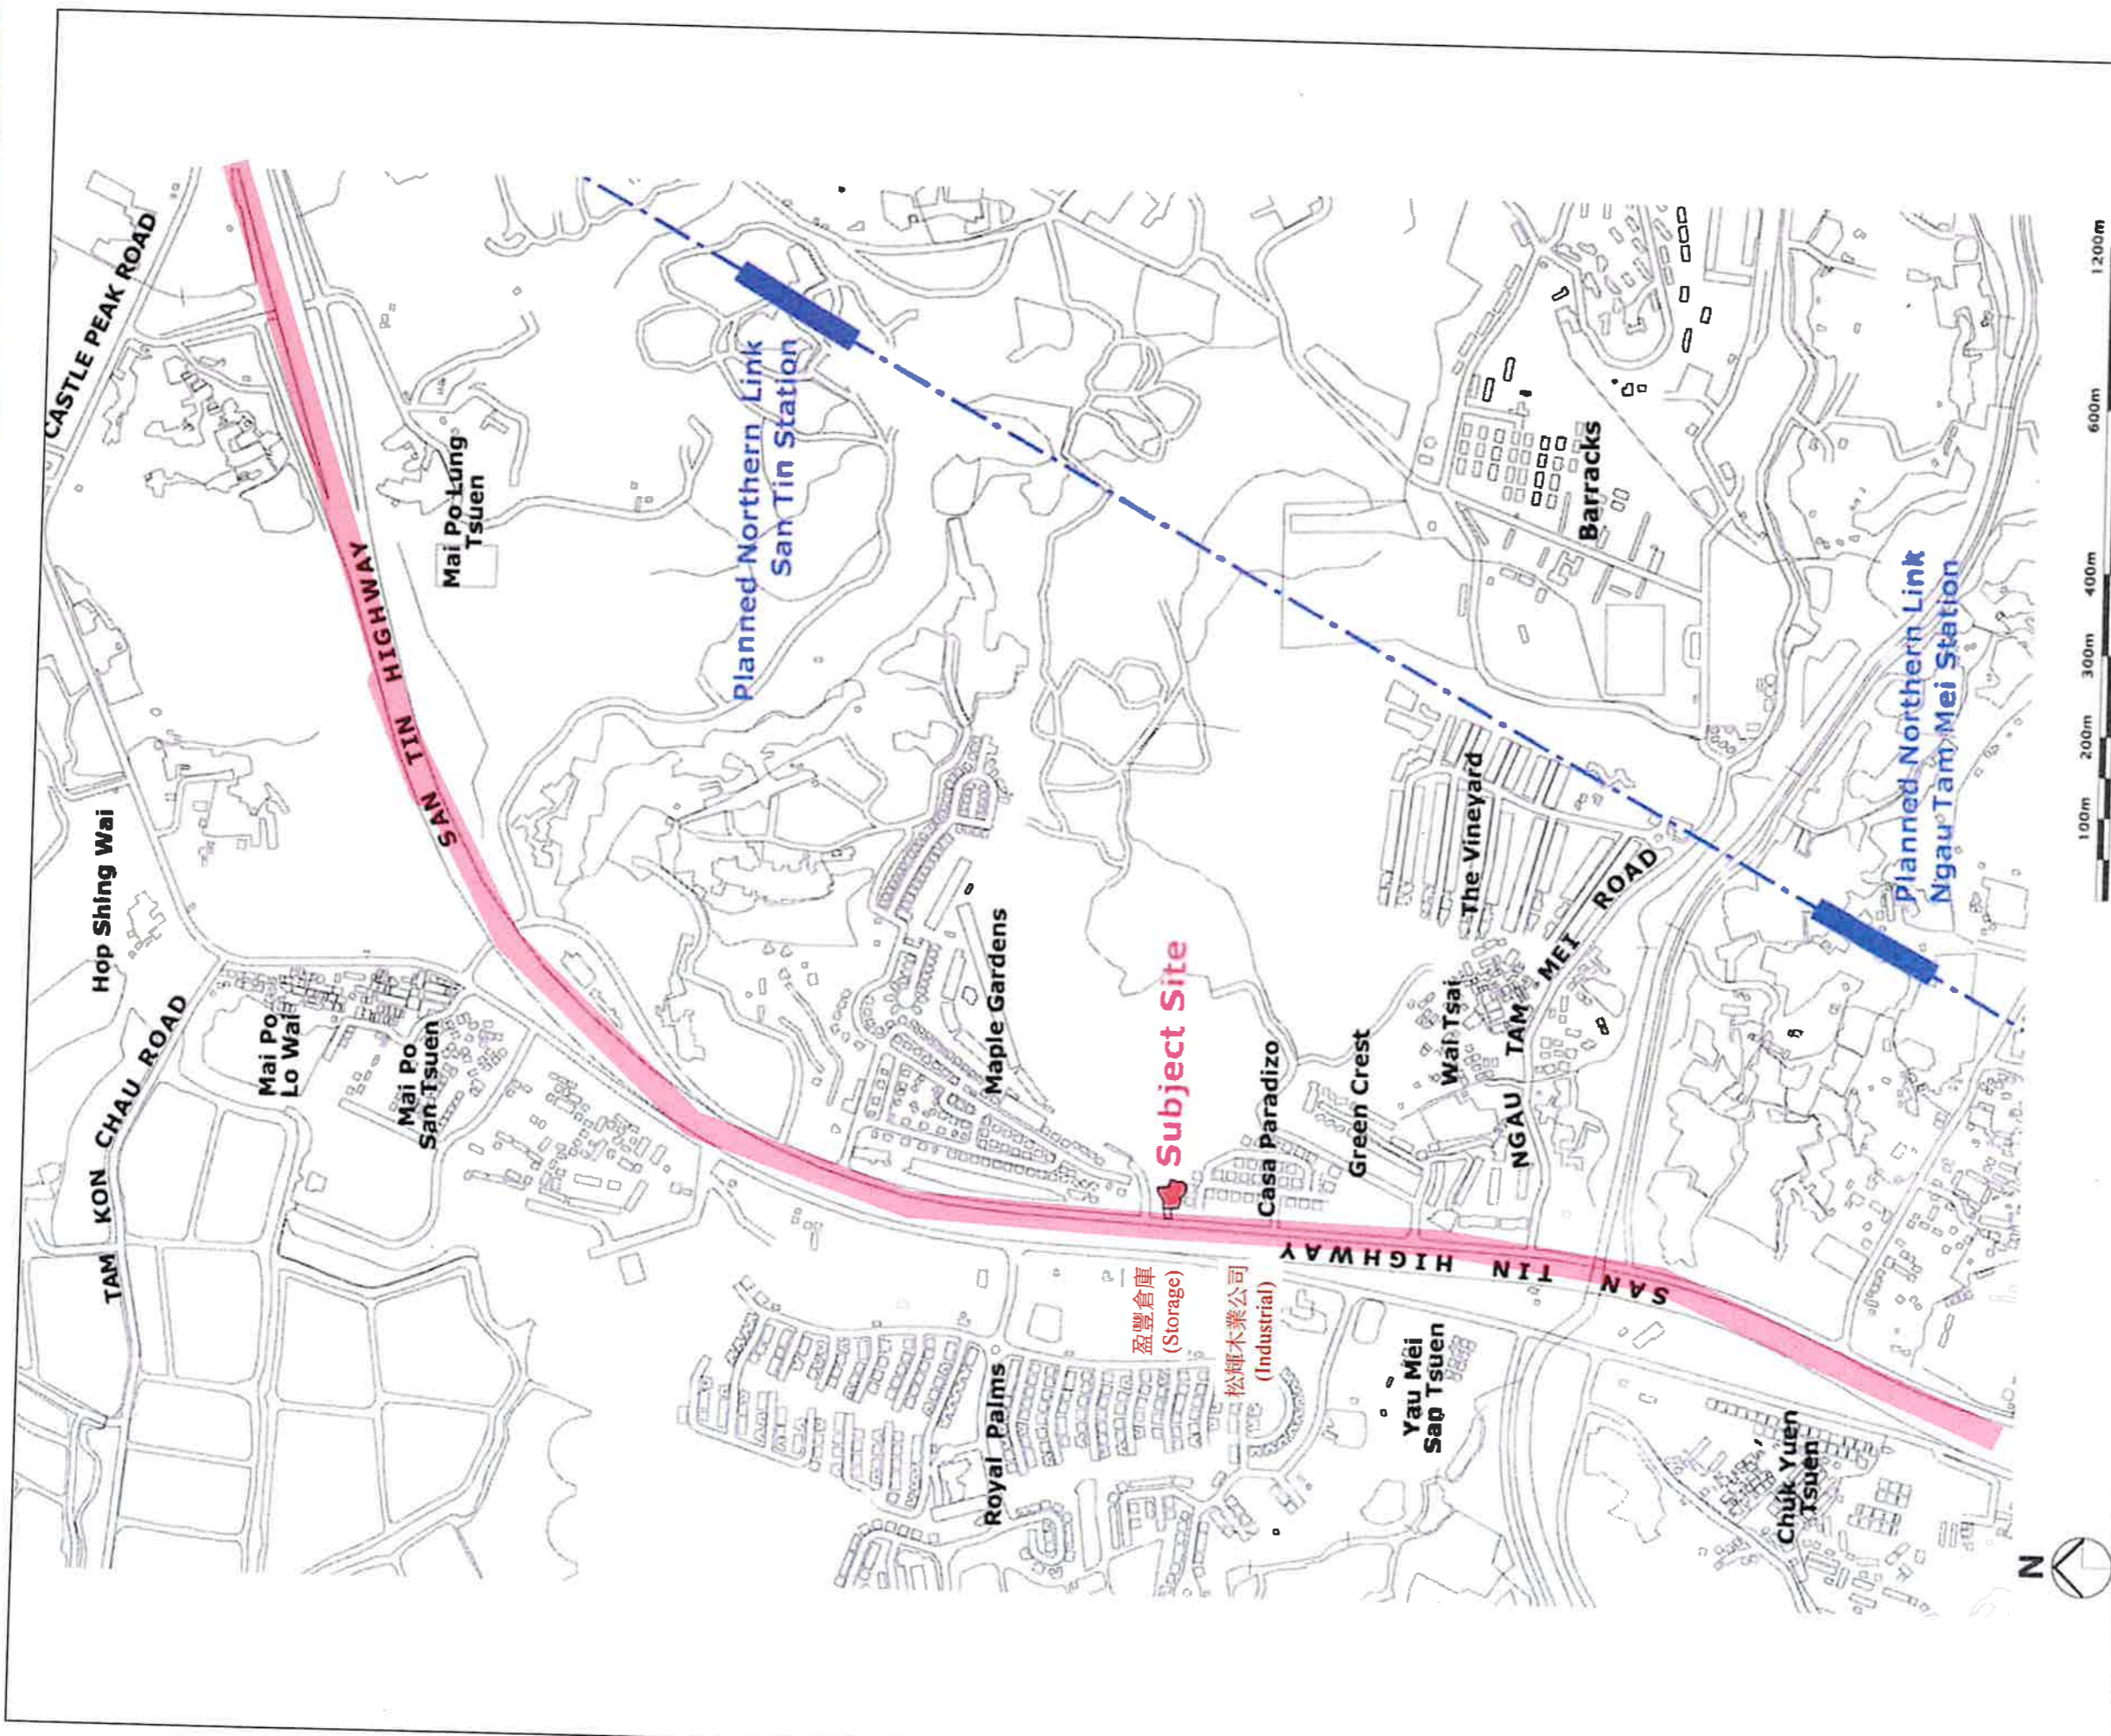 CASTLE PEAK ROAD
Hop Shing Wai
TAM KON CHAU ROAD
Mai Po
Lo Wai
Mai Po
San Tsuen
SAN TIN HIGHWAY
Mai Po Lung
Tsuen
Planned Northern Link
San Tin Station
Maple Gardens
Royal Palms
Subject Site
盈豐倉庫
(Storage)
松輝木業公司
(Industrial)
Casa Paradizo
Green Crest
SAN TIN HIGHWAY
Yau Mei
San Tsuen
Wai Tsai
The Vineyard
NGAU TAM MEI ROAD
Barracks
Chuk Yuen
Tsuen
Planned Northern Link
Ngau Tam Mei Station
N
100m 200m 300m 400m 600m 1200m